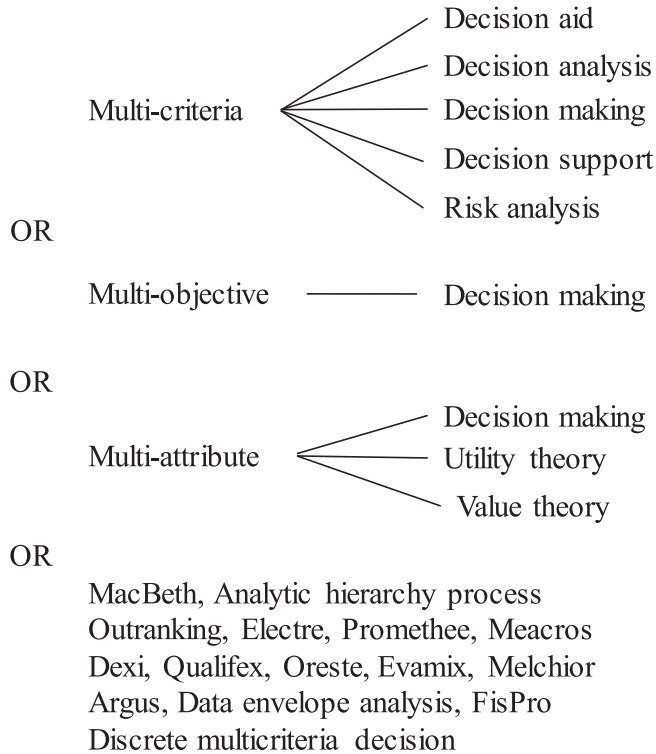 Decision aid
Decision analysis
Multi-criteria Decision making
Decision support
Risk analysis
OR
Multi-objective Decision making
OR
Decision making
Multi-attribute Utility theory
Value theory
OR
MacBeth, Analytic hierarchy process
Outranking, Electre, Promethee, Meacros
Dexi, Qualifex, Oreste, Evamix, Melchior
Argus, Data envelope analysis, FisPro
Discrete multicriteria decision